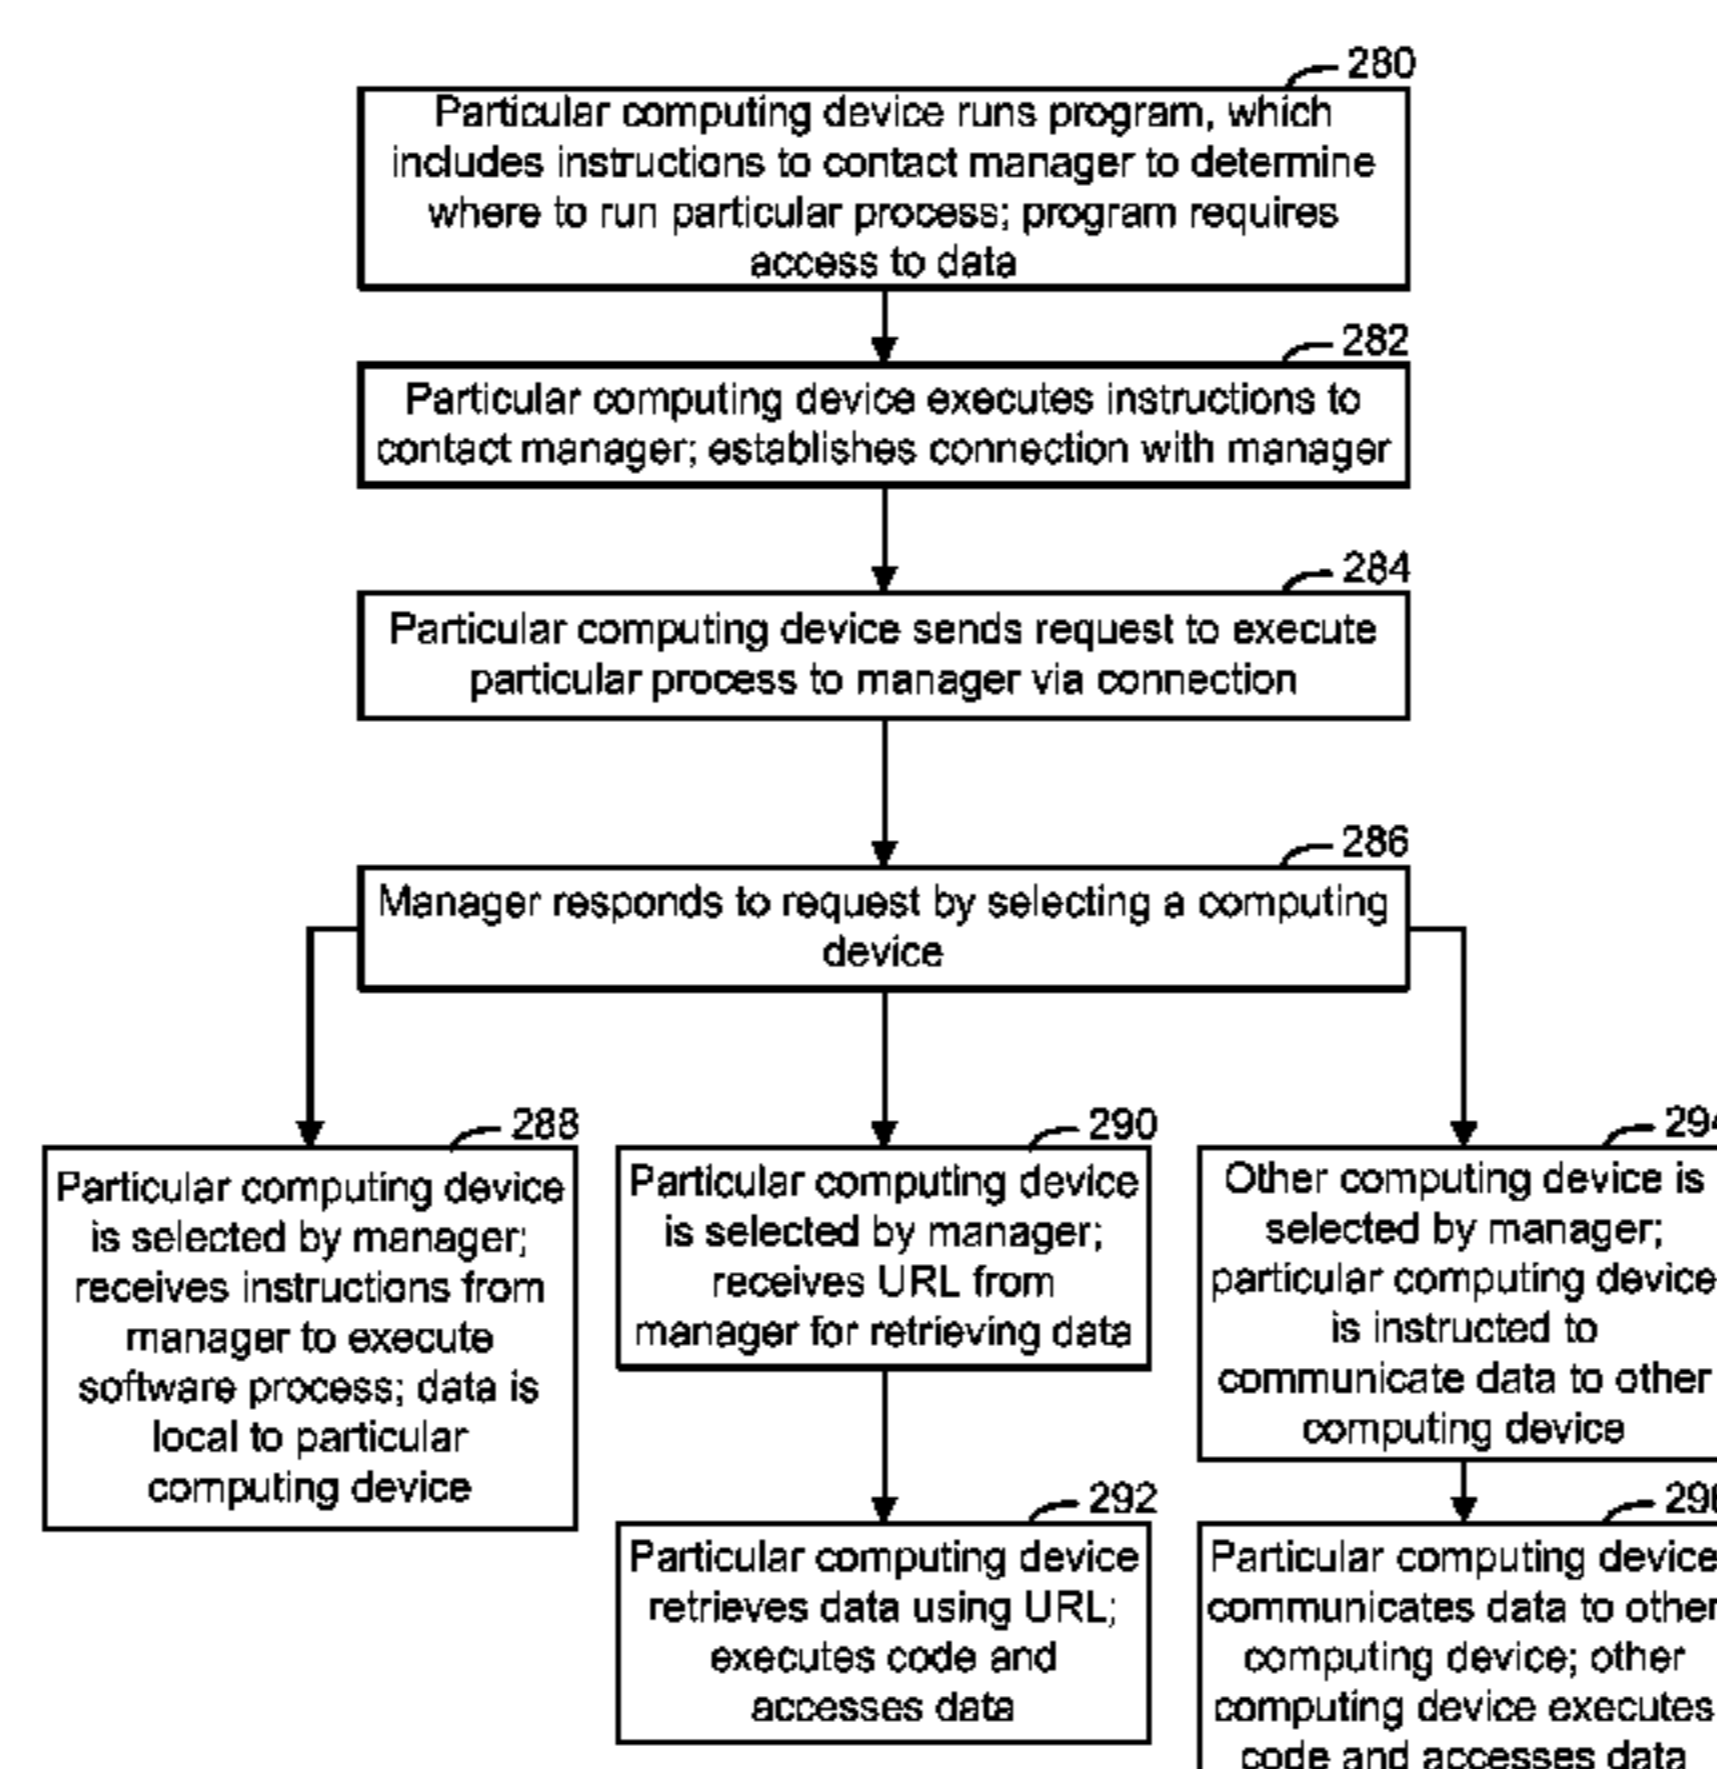 280
Particular computing device runs program, which
includes instructions to contact manager to determine
where to run particular process; program requires
access to data
282
Particular computing device executes instructions to
contact manager; establishes connection with manager
284
Particular computing device sends request to execute
particular process to manager via connection
286
Manager responds to request by selecting a computing
device
288
Particular computing device
is selected by manager;
receives instructions from
manager to execute
software process; data is
local to particular
computing device
290
Particular computing device
is selected by manager;
receives URL from
manager for retrieving data
292
Particular computing device
retrieves data using URL;
executes code and
accesses data
294
Other computing device is
selected by manager;
particular computing device
is instructed to
communicate data to other
computing device
Particular computing device
communicates data to other
computing device; other
computing device executes
code and accesses data